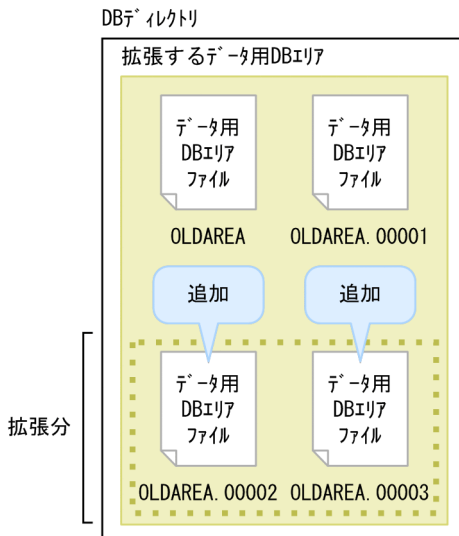 DBﾃﾞｨﾚｸﾄﾘ
拡張するﾃﾞｰﾀ用DBｴﾘｱ
ﾃﾞｰﾀ用
DBｴﾘｱ
ﾌｧｲﾙ
OLDAREA
ﾃﾞｰﾀ用
DBｴﾘｱ
ﾌｧｲﾙ
OLDAREA.00001
追加
追加
拡張分
ﾃﾞｰﾀ用
DBｴﾘｱ
ﾌｧｲﾙ
OLDAREA.00002
ﾃﾞｰﾀ用
DBｴﾘｱ
ﾌｧｲﾙ
OLDAREA.00003